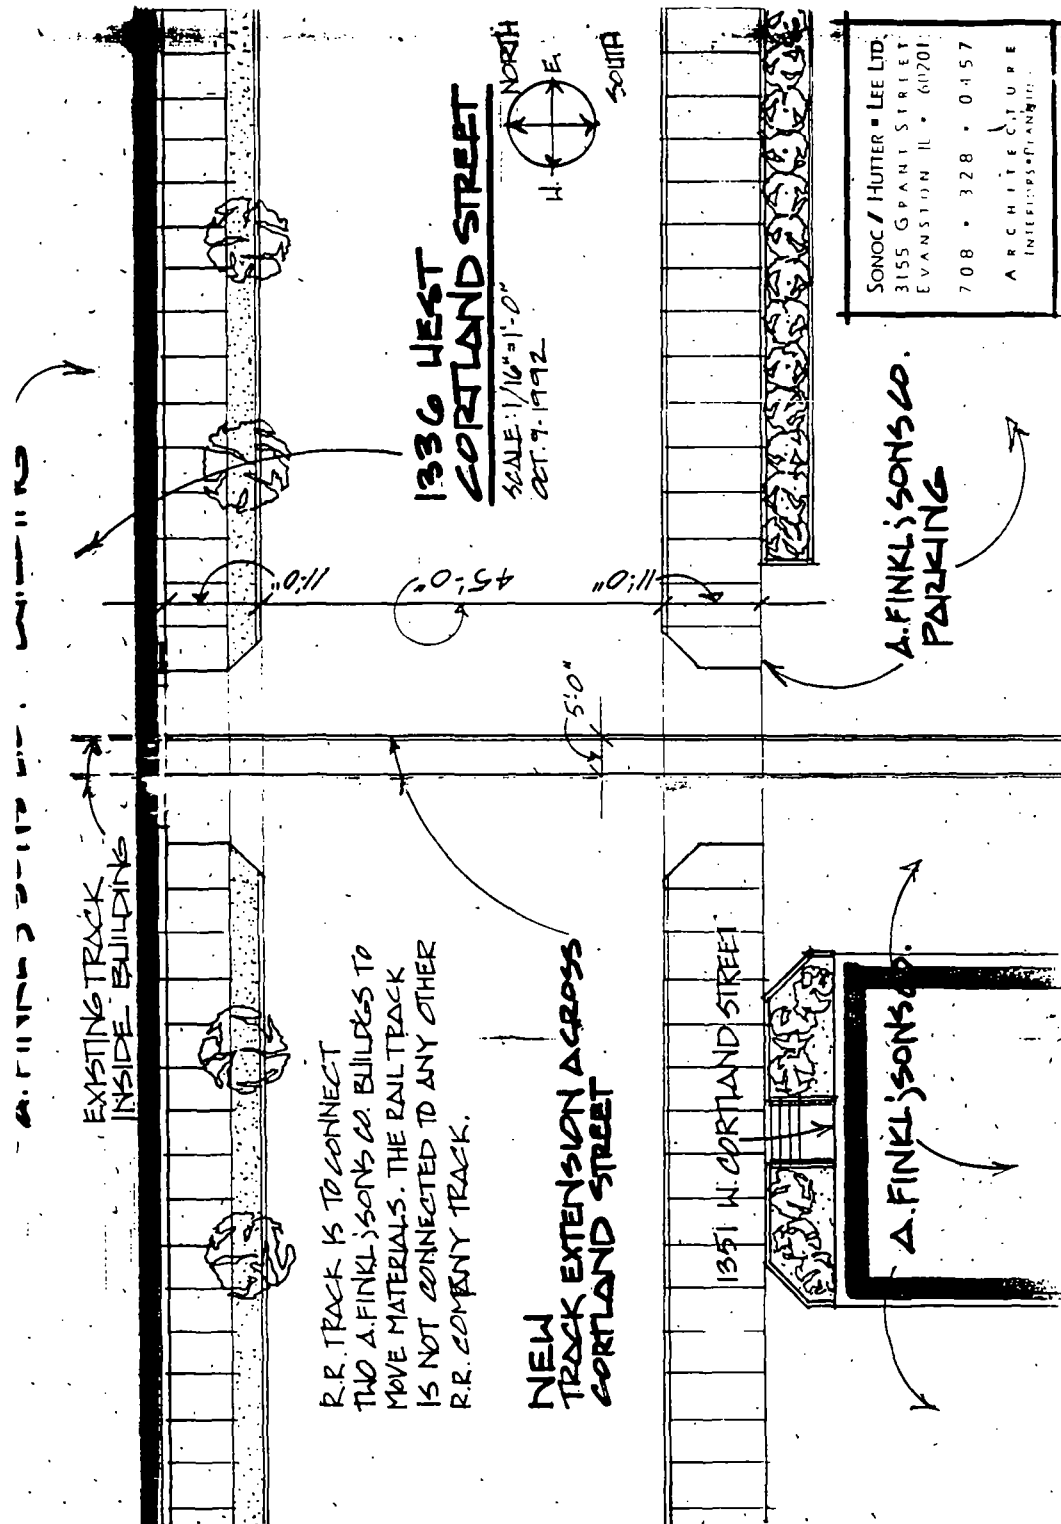 EXISTING TRACK
INSIDE BUILDING
R.R. TRACK IS TO CONNECT
TWO A. FINKL & SONS CO. BUILDGS TO
MOVE MATERIALS. THE RAIL TRACK
IS NOT CONNECTED TO ANY OTHER
R.R. COMPANY TRACK.
NEW
TRACK EXTENSION ACROSS
CORTLAND STREET
1336 WEST
CORTLAND STREET
SCALE: 1/16"=1'-0"
OCT. 9. 1992
NORTH
W.
E.
SOUTH
11'-0"
45'-0"
11'-0"
5'-0"
1351 W. CORTLAND STREET
A. FINKL & SONS CO.
A. FINKL & SONS CO.
PARKING
SONOC / HUTTER • LEE LTD
3155 GRANT STREET
EVANSTON IL • 60201
708 • 328 • 0457
ARCHITECTURE
INTERIORS • PLANNING